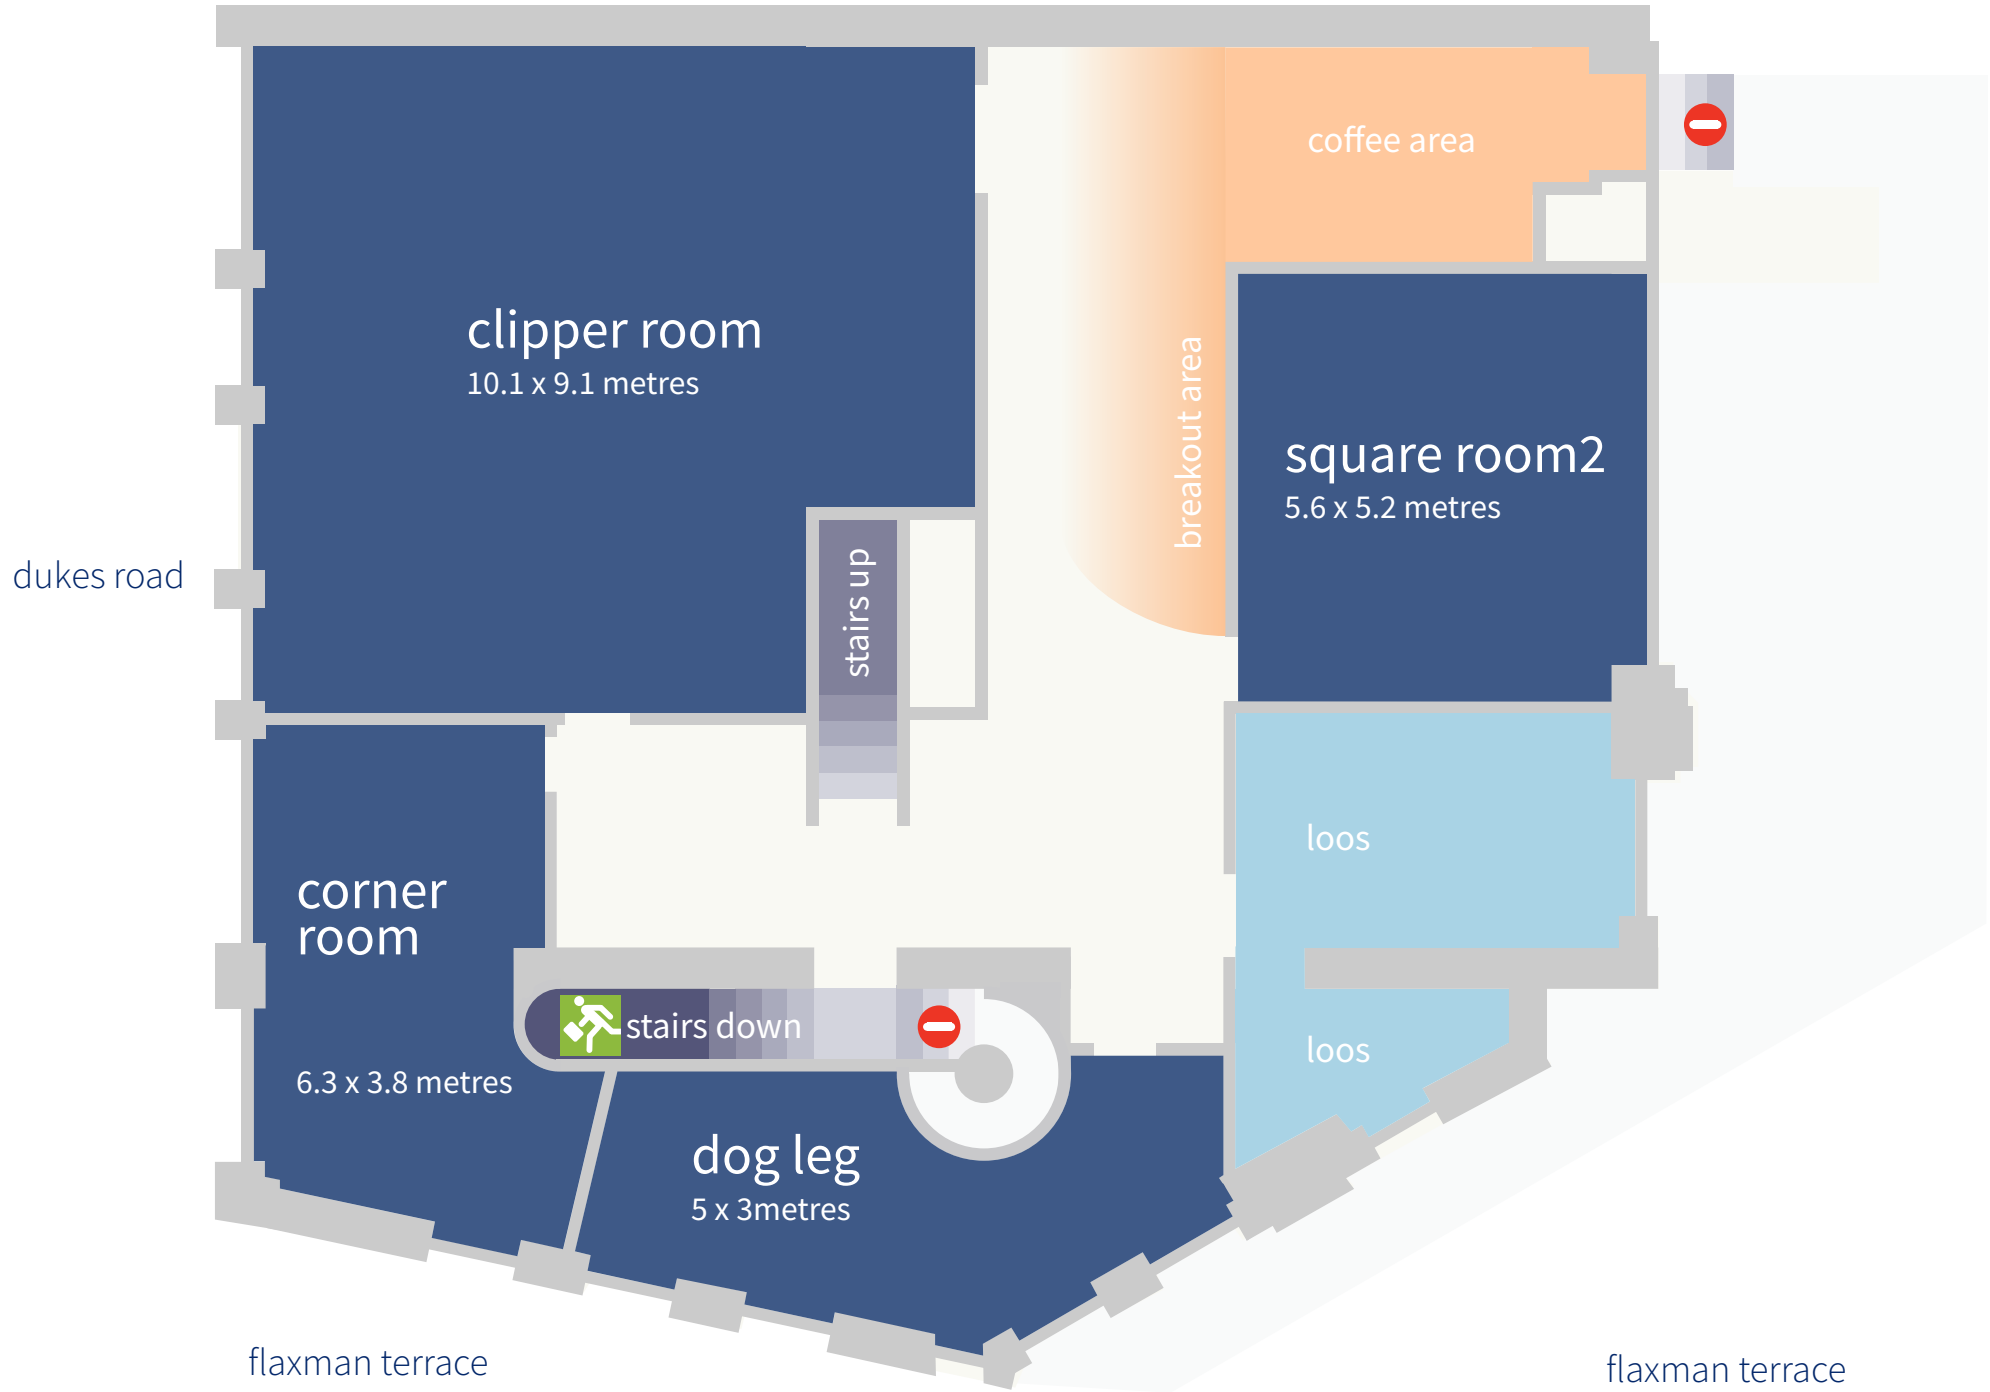 coffee area
clipper room
10.1 x 9.1 metres
breakout area
square room2
5.6 x 5.2 metres
dukes road
stairs up
loos
corner
room
6.3 x 3.8 metres
stairs down
loos
dog leg
5 x 3metres
flaxman terrace
flaxman terrace